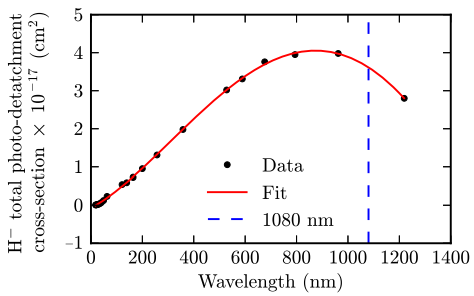 H⁻ total photo-detatchment
cross-section × 10⁻¹⁷ (cm²)
5
4
3
2
1
0
−1
Data
Fit
1080 nm
0 200 400 600 800 1000 1200 1400
Wavelength (nm)